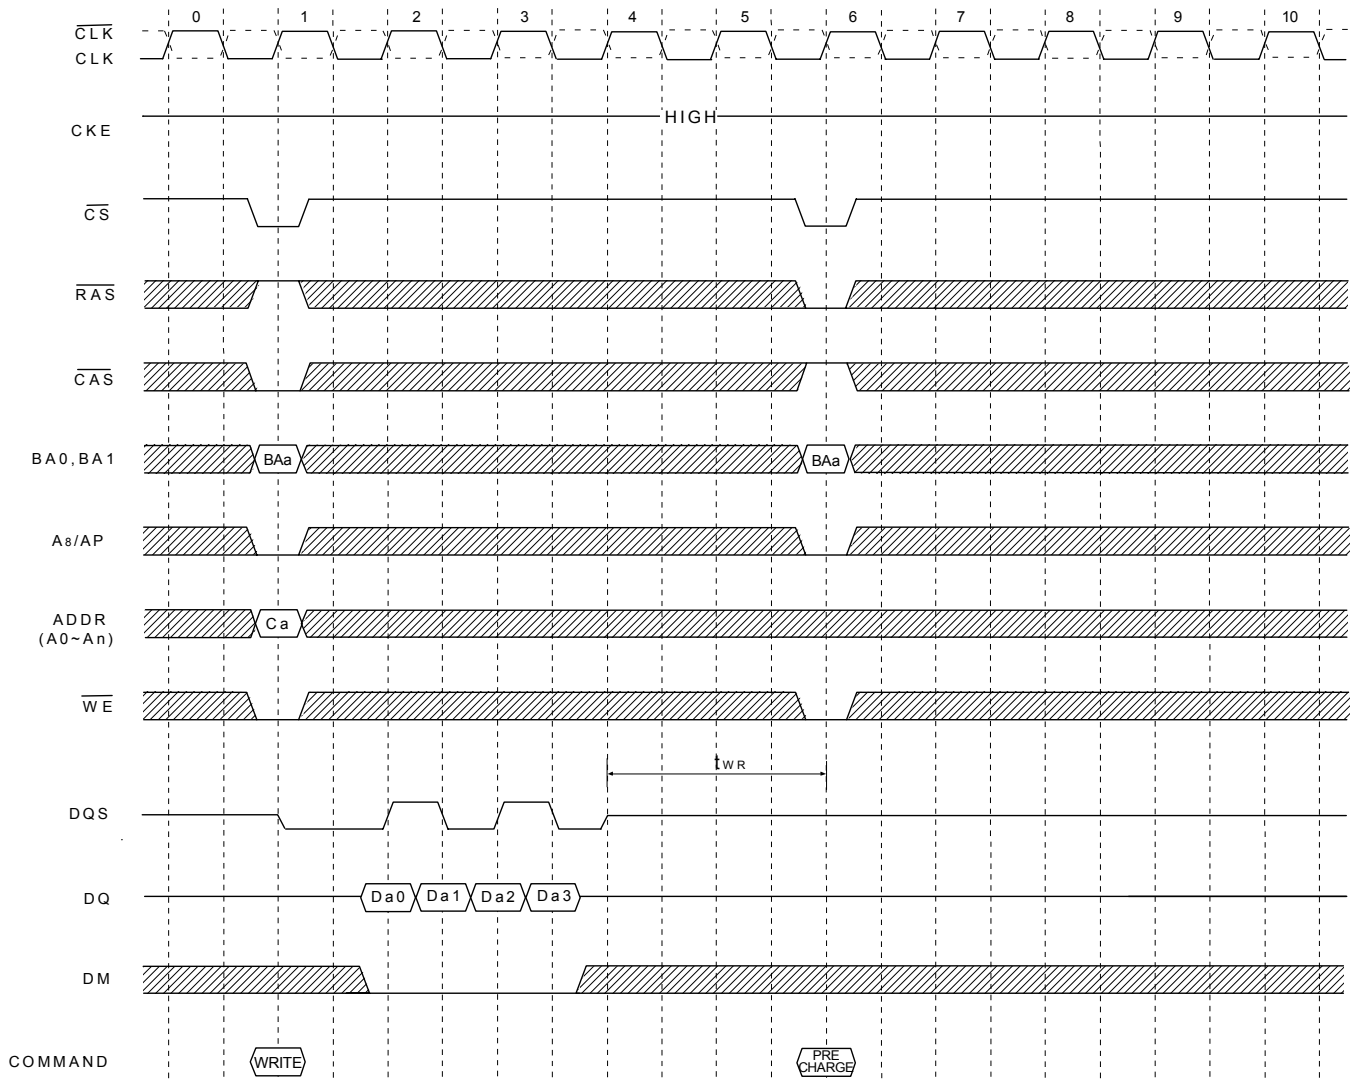 0 1 2 3 4 5 6 7 8 9 10
CLK
CLK
HIGH
CKE
CS
RAS
CAS
BA0,BA1 BAa BAa
A8/AP
ADDR
(A0~An) Ca
WE
tWR
DQS
DQ Da0 Da1 Da2 Da3
DM
COMMAND WRITE PRE
CHARGE